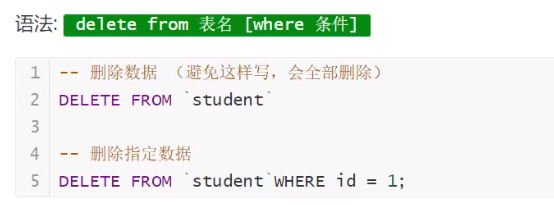 语法: delete from 表名 [where 条件]
1 -- 删除数据 （避免这样写，会全部删除）
2 DELETE FROM `student`
3
4 -- 删除指定数据
5 DELETE FROM `student`WHERE id = 1;